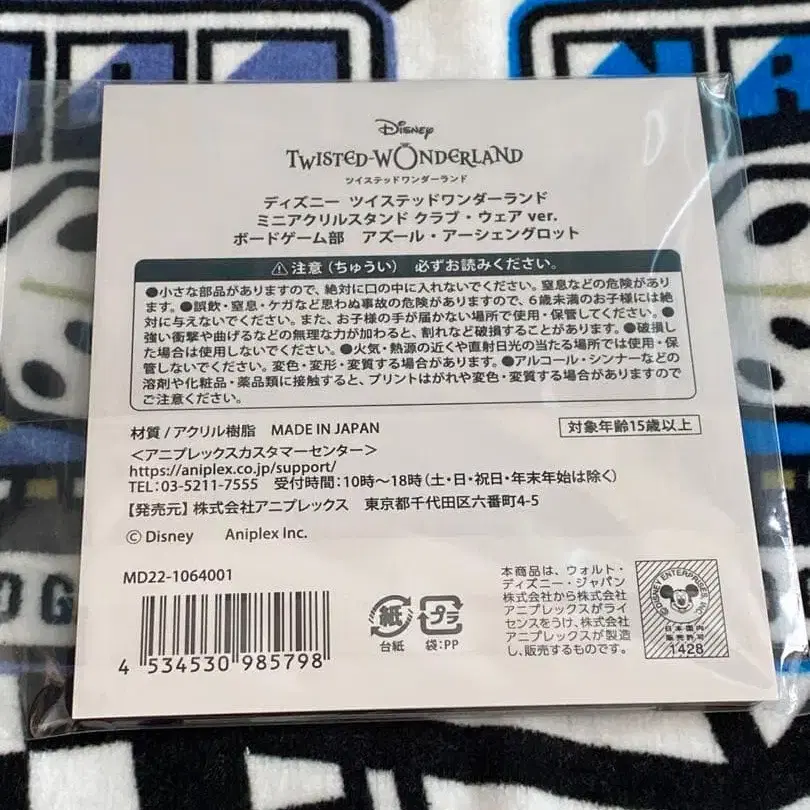 Disney
TWISTED-WONDERLAND
ツイステッドワンダーランド
ディズニー ツイステッドワンダーランド
ミニアクリルスタンド クラブ・ウェア ver.
ボードゲーム部 アズール・アーシェングロット
⚠注意（ちゅうい） 必ずお読みください。
●小さな部品がありますので、絶対に口の中に入れないでください。窒息などの危険があり
ます。●誤飲・窒息・ケガなど思わぬ事故の危険がありますので、6歳未満のお子様には絶
対に与えないでください。また、お子様の手が届かない場所で使用・保管してください。●
強い衝撃や曲げるなどの無理な力が加わると、割れなど破損することがあります。●破損し
た場合は使用しないでください。●火気・熱源の近くや直射日光の当たる場所では使用・保
管しないでください。変色・変形・変質する場合があります。●アルコール・シンナーなどの
溶剤や化粧品・薬品類に接触すると、プリントはがれや変色・変質する場合がありますので
ご注意ください。
材質 / アクリル樹脂 MADE IN JAPAN
対象年齢15歳以上
＜アニプレックスカスタマーセンター＞
https://aniplex.co.jp/support/
TEL：03-5211-7555 受付時間：10時～18時（土・日・祝日・年末年始は除く）
【発売元】株式会社アニプレックス 東京都千代田区六番町4-5
© Disney Aniplex Inc.
MD22-1064001
4 534530 985798
紙
台紙
プラ
袋：PP
本商品は、ウォルト・
ディズニー・ジャパン
株式会社から株式会社
アニプレックスがライ
センスをうけ、株式会社
アニプレックスが製造
し、販売するものです。
©DISNEY ENTERPRISES, INC.
日本国内
販売許可
1428